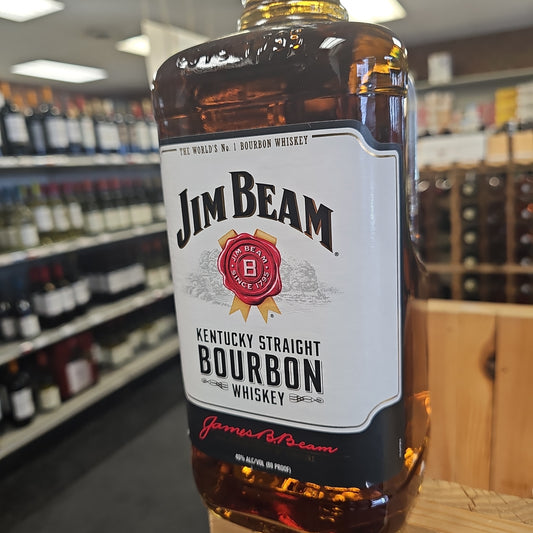 THE WORLD'S No. 1 BOURBON WHISKEY
JIM BEAM
JIM BEAM
B
SINCE 1795
KENTUCKY STRAIGHT
BOURBON
WHISKEY
James B. Beam
40% ALC/VOL (80 PROOF)